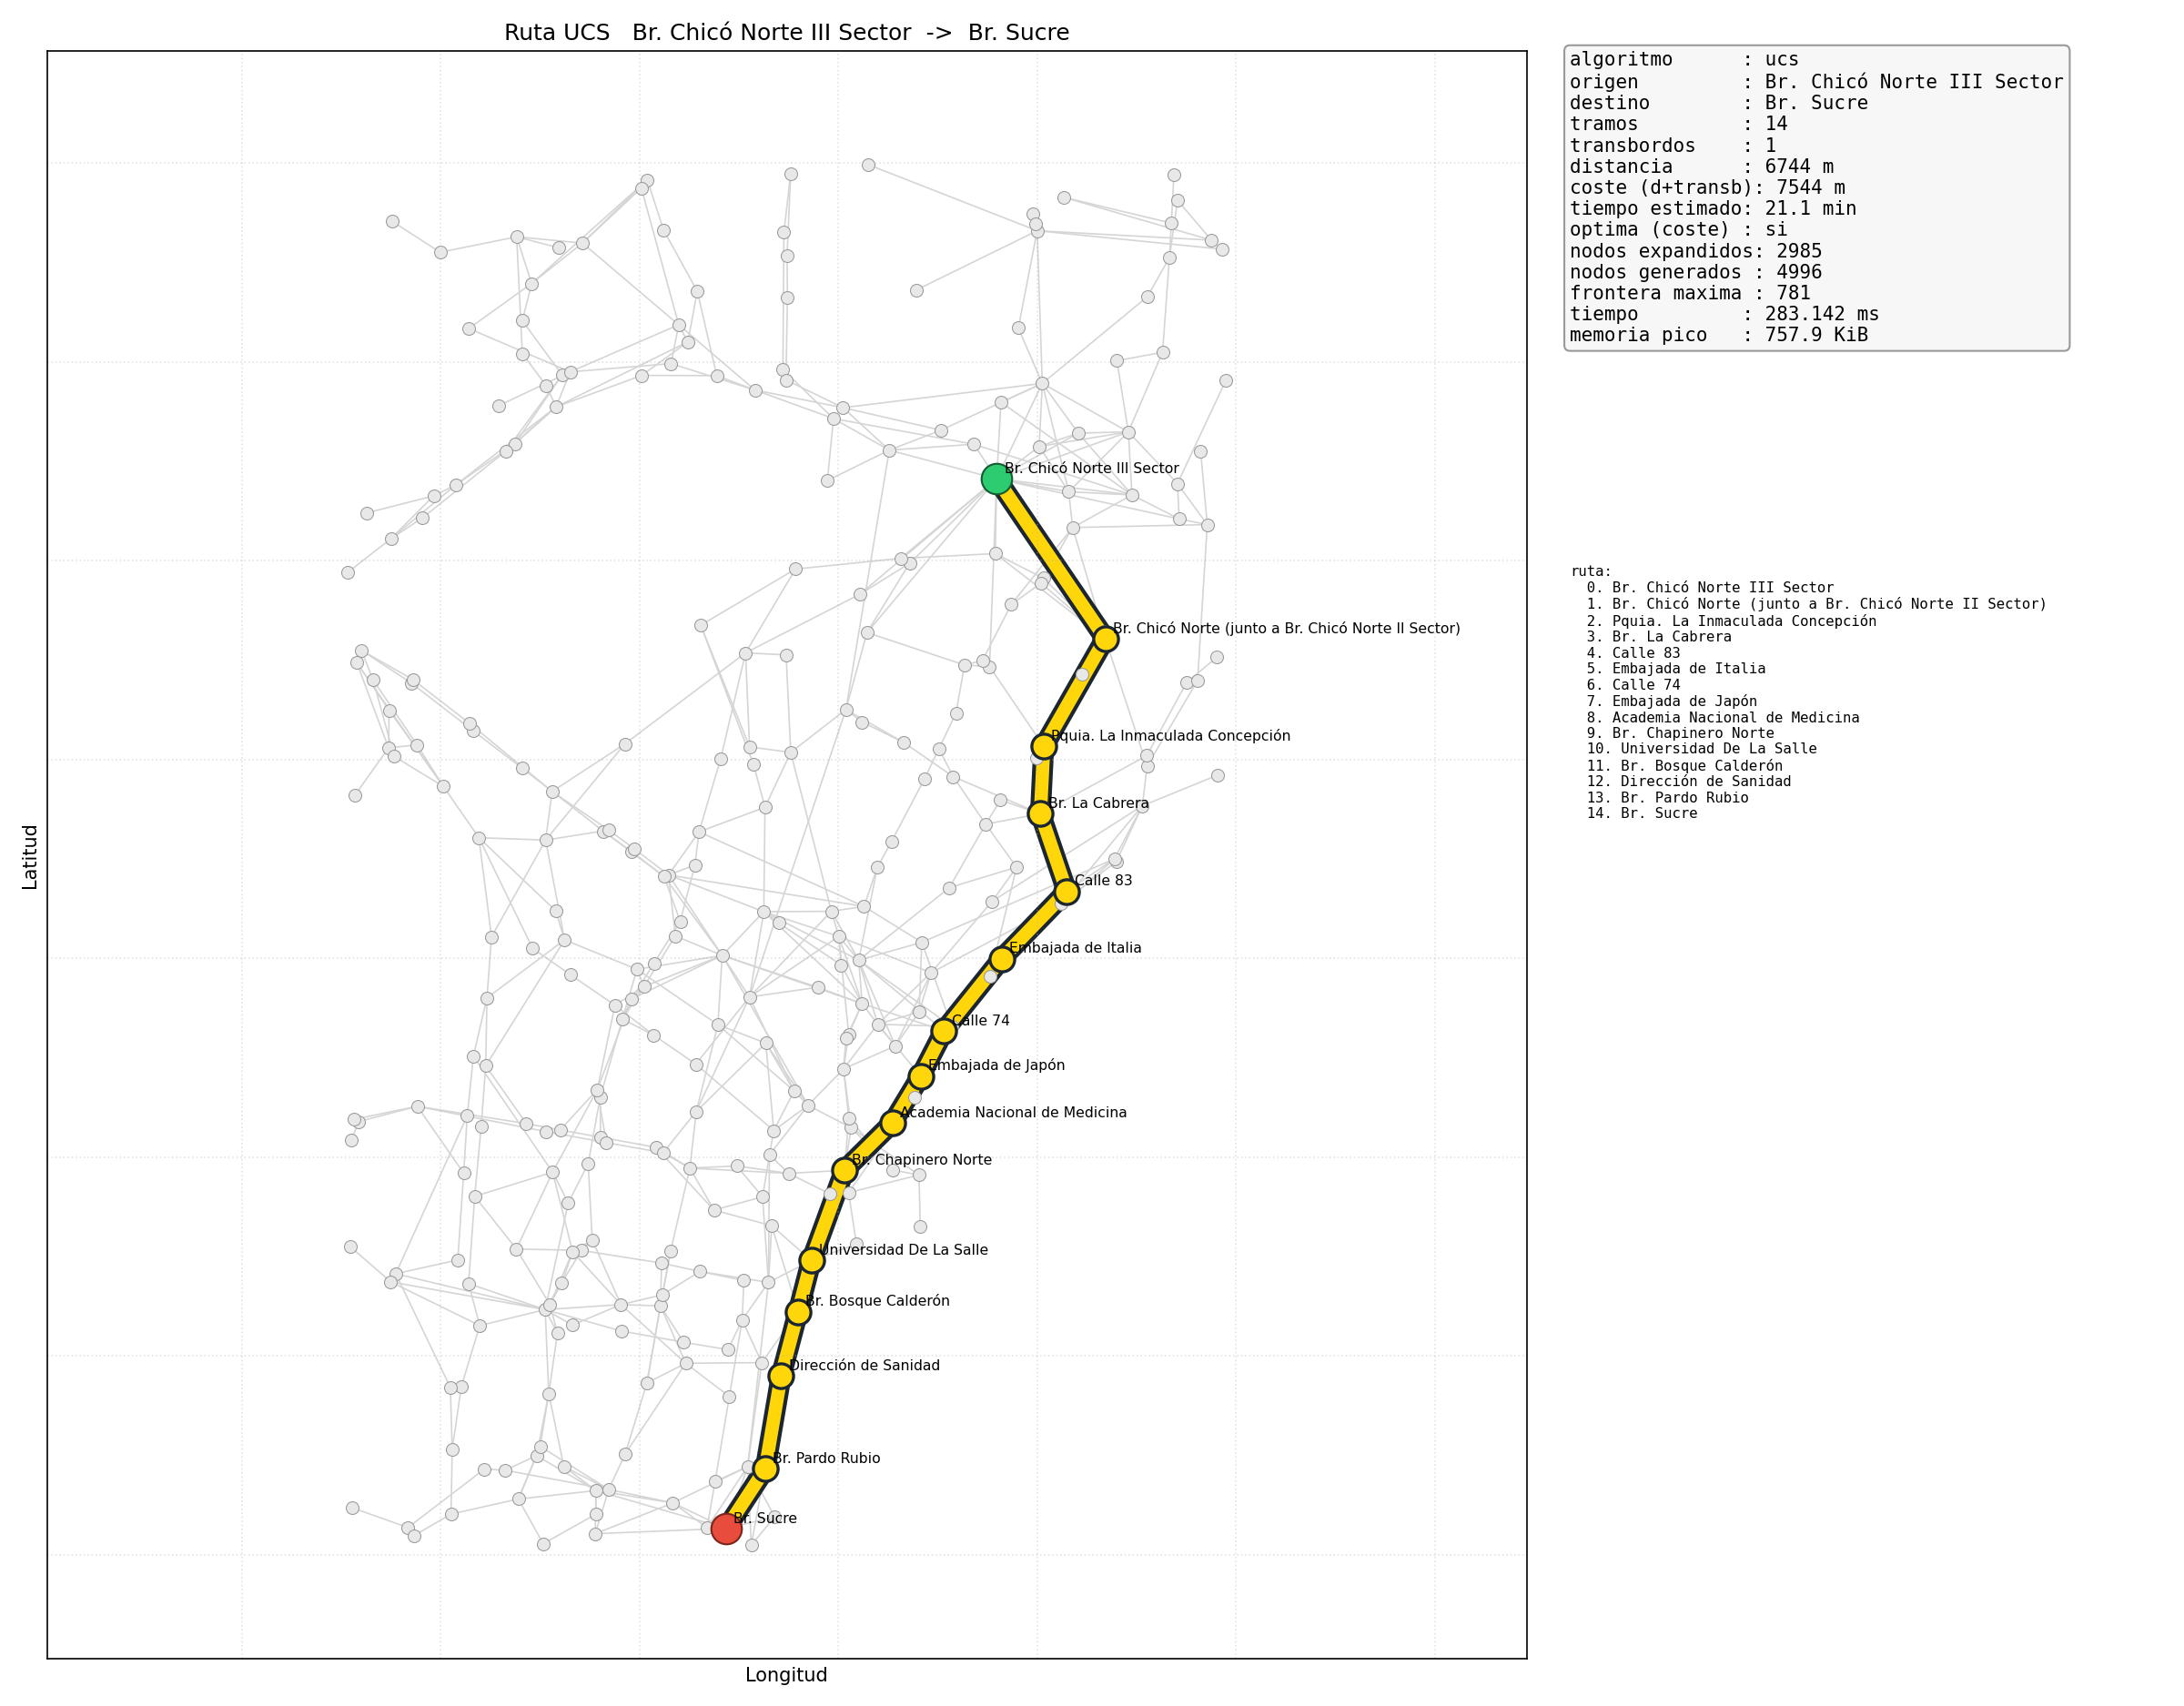 Ruta UCS   Br. Chicó Norte III Sector  ->  Br. Sucre
algoritmo      : ucs
origen         : Br. Chicó Norte III Sector
destino        : Br. Sucre
tramos         : 14
transbordos    : 1
distancia      : 6744 m
coste (d+transb): 7544 m
tiempo estimado: 21.1 min
optima (coste) : si
nodos expandidos: 2985
nodos generados : 4996
frontera maxima : 781
tiempo         : 283.142 ms
memoria pico   : 757.9 KiB
Br. Chicó Norte III Sector
Br. Chicó Norte (junto a Br. Chicó Norte II Sector)
Pquia. La Inmaculada Concepción
Br. La Cabrera
Calle 83
Embajada de Italia
Calle 74
Embajada de Japón
Academia Nacional de Medicina
Br. Chapinero Norte
Universidad De La Salle
Br. Bosque Calderón
Dirección de Sanidad
Br. Pardo Rubio
Br. Sucre
ruta:
0. Br. Chicó Norte III Sector
1. Br. Chicó Norte (junto a Br. Chicó Norte II Sector)
2. Pquia. La Inmaculada Concepción
3. Br. La Cabrera
4. Calle 83
5. Embajada de Italia
6. Calle 74
7. Embajada de Japón
8. Academia Nacional de Medicina
9. Br. Chapinero Norte
10. Universidad De La Salle
11. Br. Bosque Calderón
12. Dirección de Sanidad
13. Br. Pardo Rubio
14. Br. Sucre
Latitud
Longitud